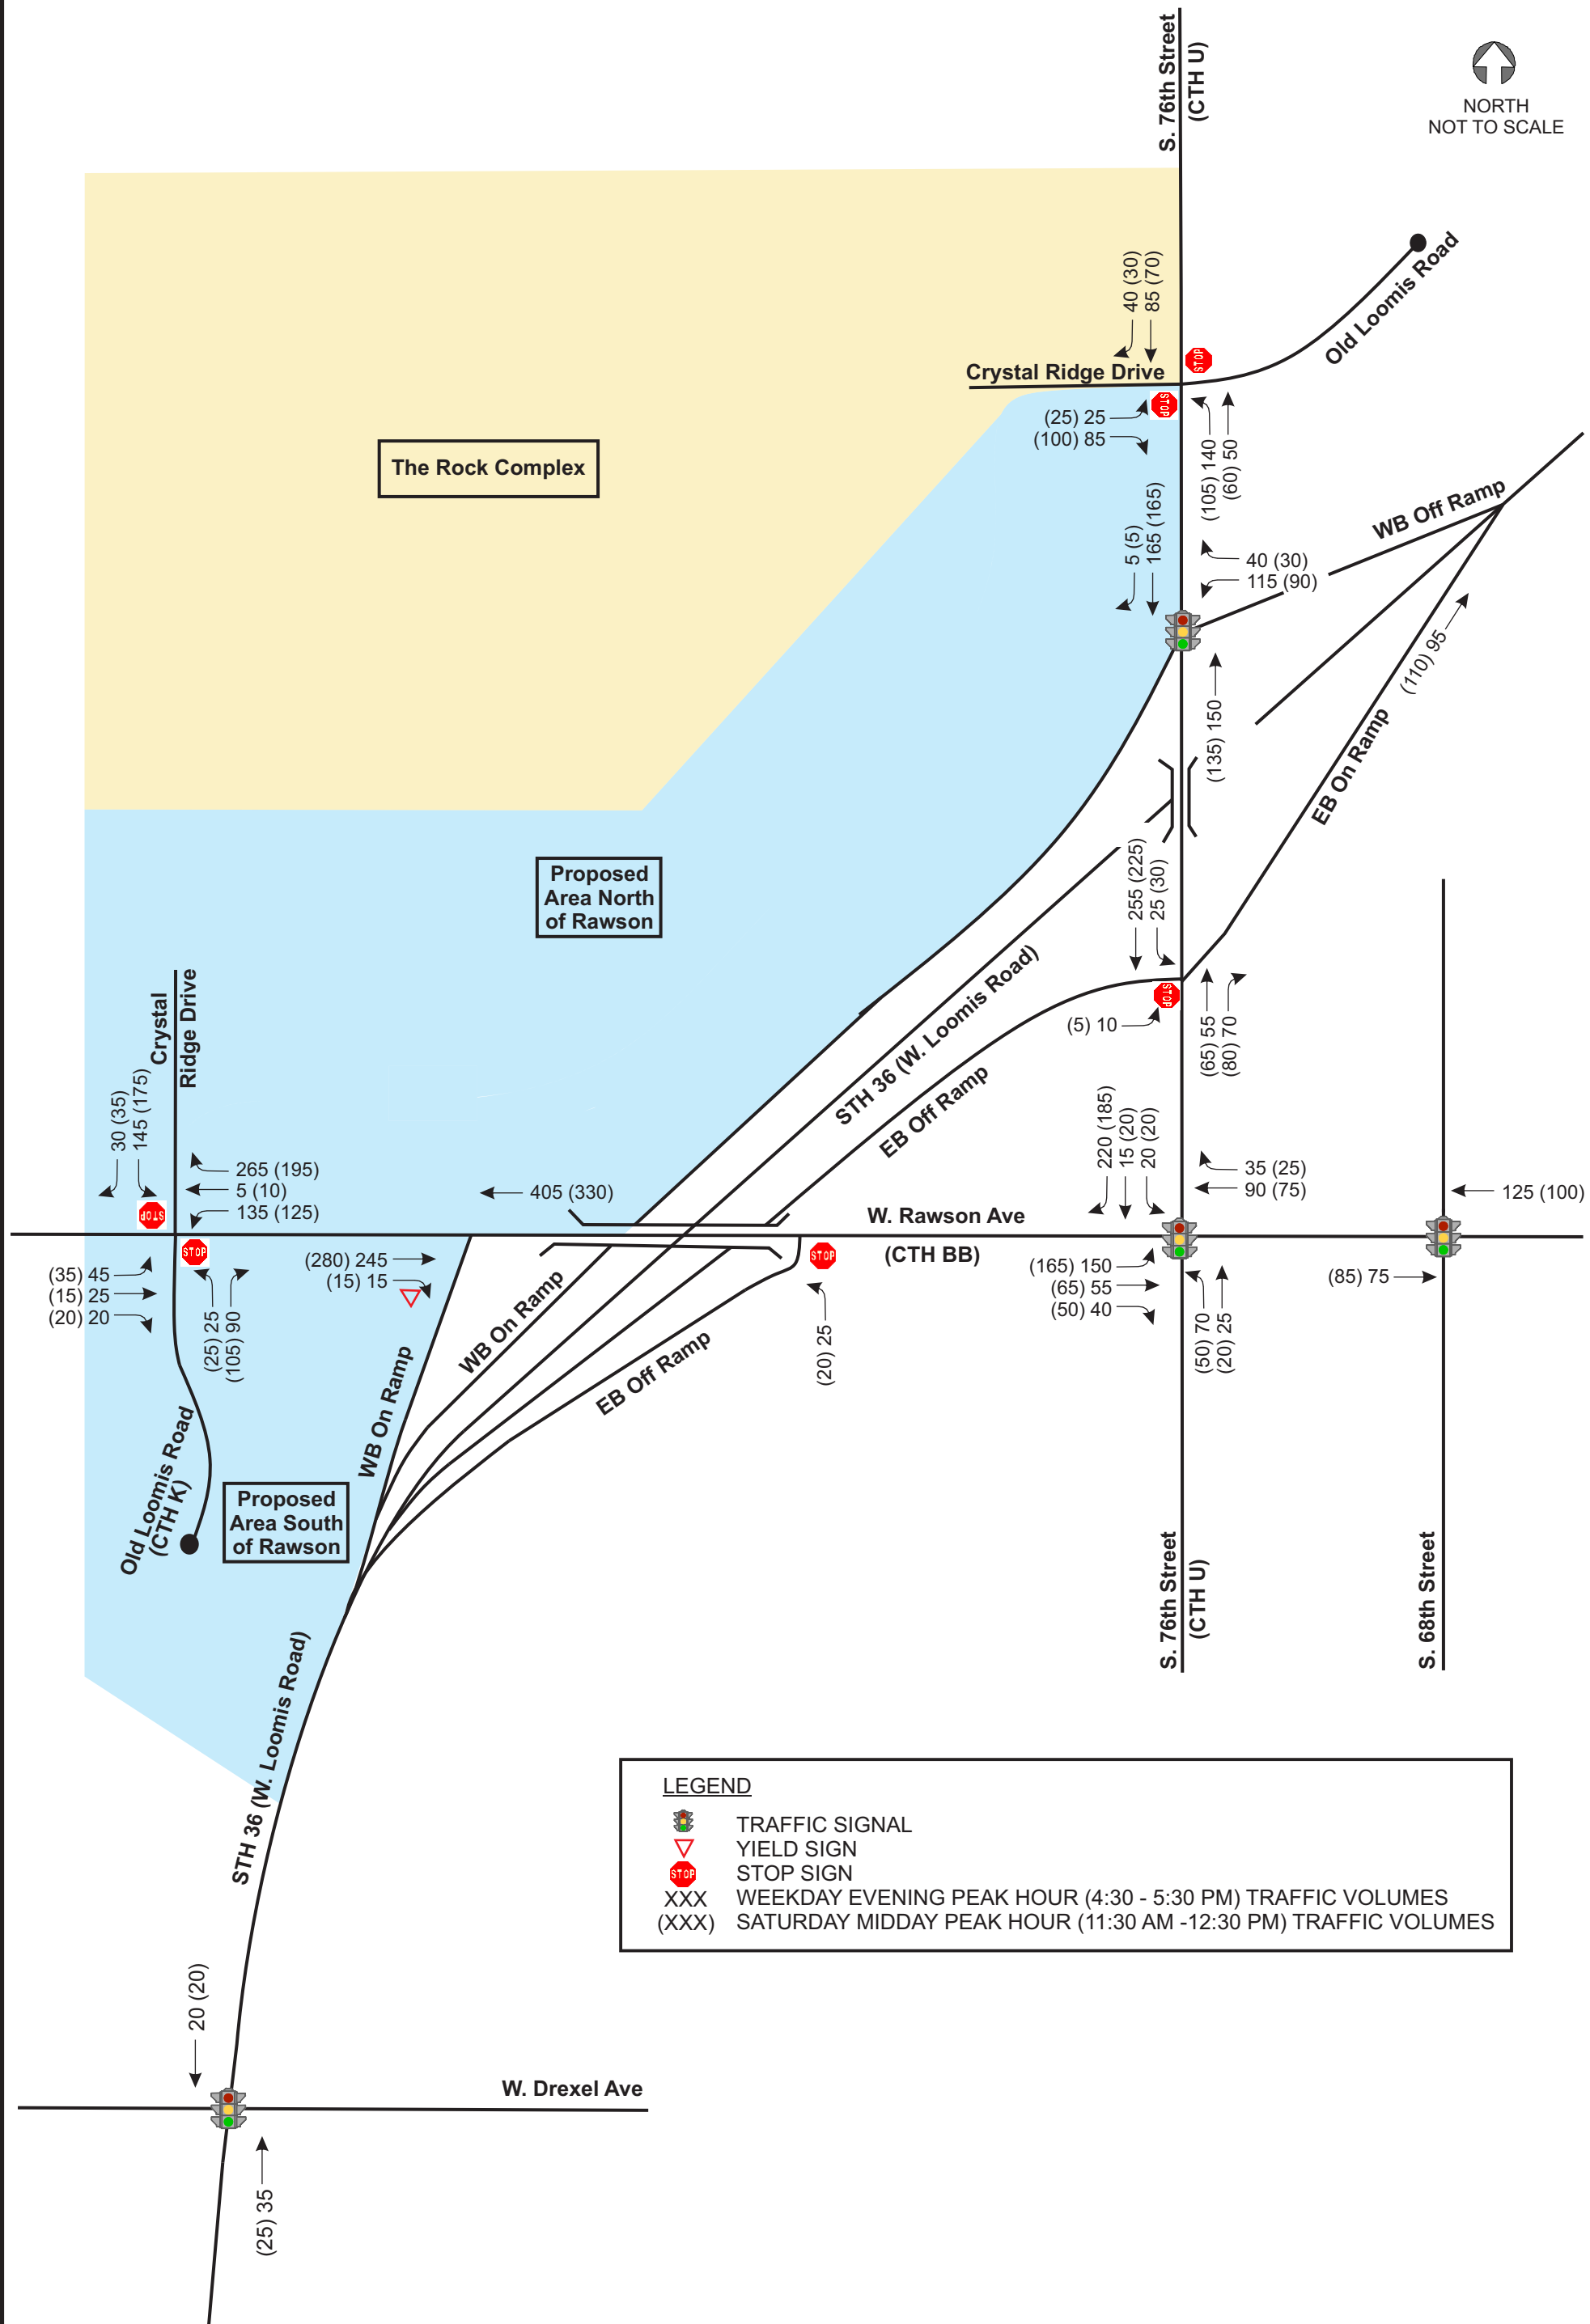 S. 76th Street
(CTH U)
NORTH
NOT TO SCALE
Old Loomis Road
40 (30)
85 (70)
STOP
Crystal Ridge Drive
STOP
(25) 25
(100) 85
(105) 140
(60) 50
The Rock Complex
WB Off Ramp
5 (5)
165 (165)
40 (30)
115 (90)
(110) 95
(135) 150
EB On Ramp
Proposed
Area North
of Rawson
255 (225)
25 (30)
STH 36 (W. Loomis Road)
STOP
(5) 10
(65) 55
(80) 70
Crystal
Ridge Drive
EB Off Ramp
30 (35)
145 (175)
265 (195)
5 (10)
135 (125)
405 (330)
220 (185)
15 (20)
20 (20)
35 (25)
90 (75)
125 (100)
STOP
W. Rawson Ave
(CTH BB)
STOP
STOP
(35) 45
(15) 25
(20) 20
(25) 25
(105) 90
(280) 245
(15) 15
(165) 150
(65) 55
(50) 40
(85) 75
(20) 25
(50) 70
(20) 25
WB On Ramp
WB On Ramp
EB Off Ramp
Old Loomis Road
(CTH K)
Proposed
Area South
of Rawson
S. 76th Street
(CTH U)
S. 68th Street
STH 36 (W. Loomis Road)
LEGEND
TRAFFIC SIGNAL
YIELD SIGN
STOP STOP SIGN
XXX WEEKDAY EVENING PEAK HOUR (4:30 - 5:30 PM) TRAFFIC VOLUMES
(XXX) SATURDAY MIDDAY PEAK HOUR (11:30 AM -12:30 PM) TRAFFIC VOLUMES
20 (20)
W. Drexel Ave
(25) 35